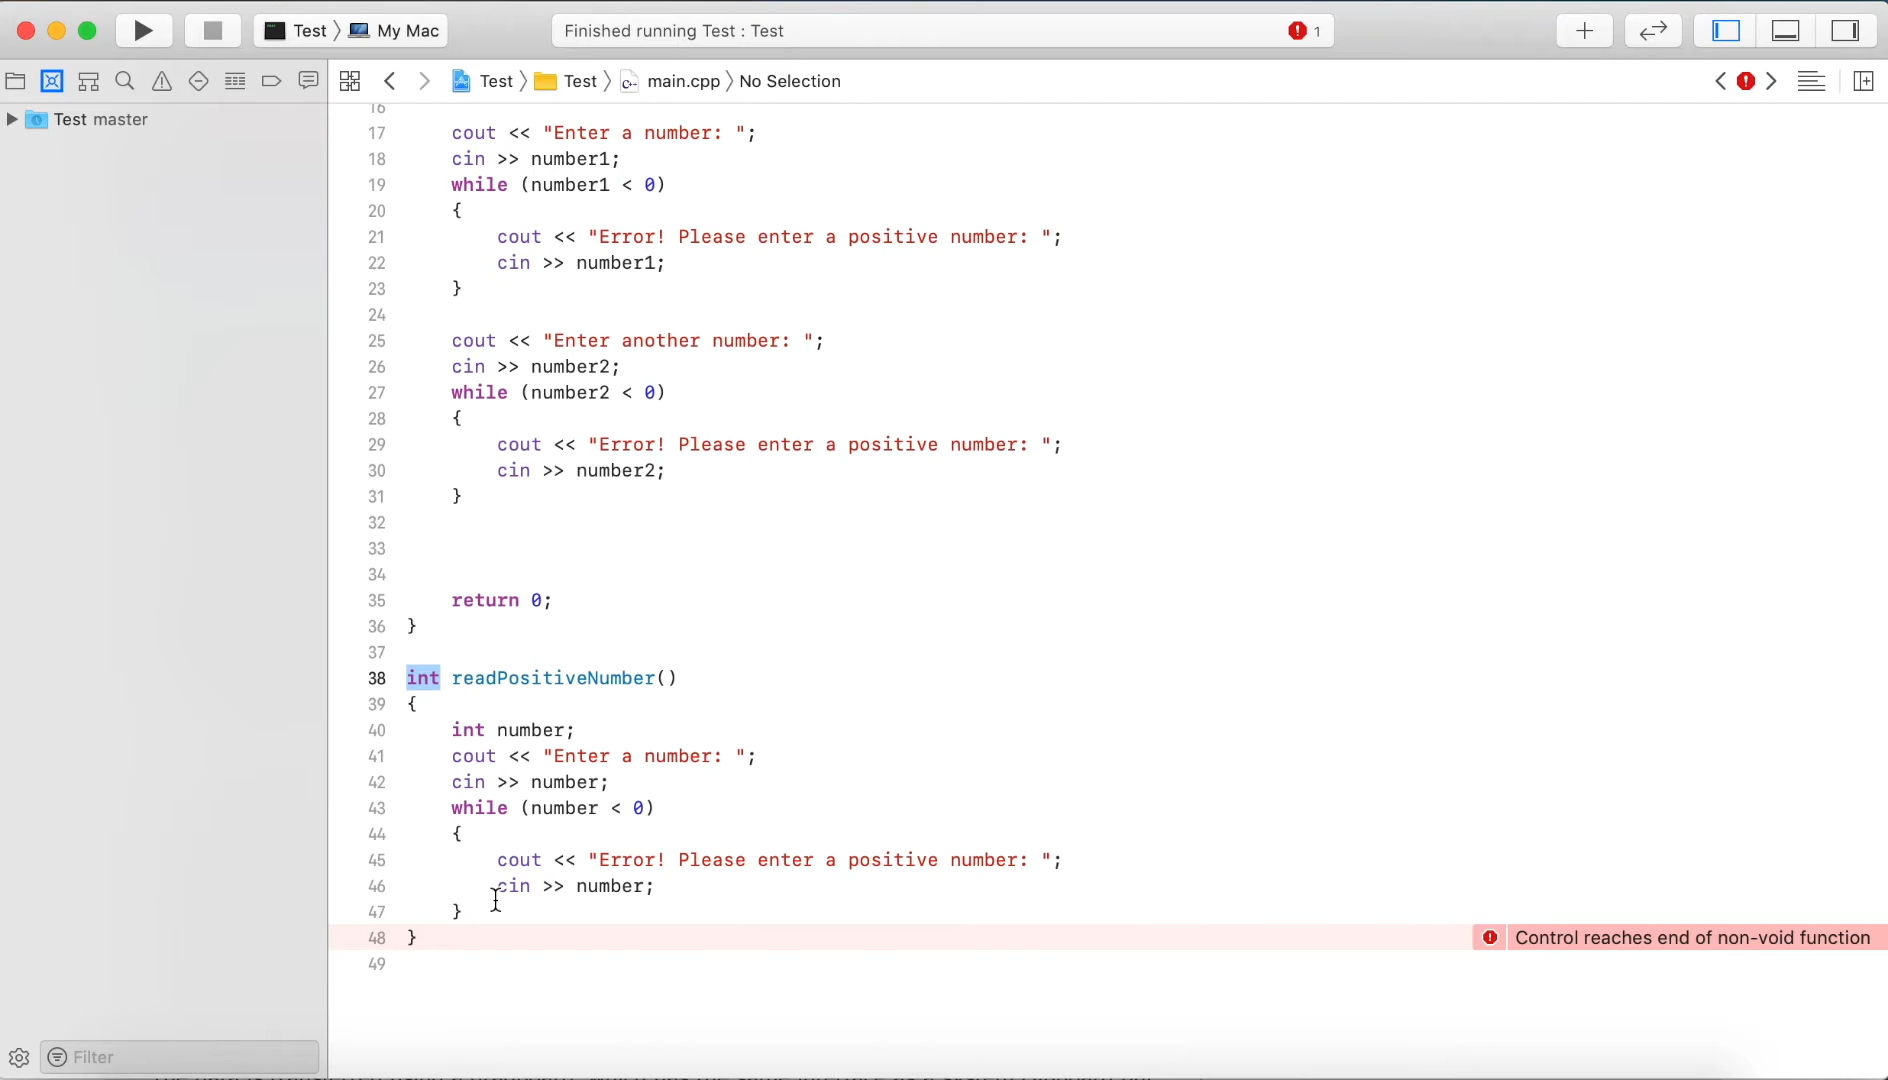 Test 〉 My Mac
Finished running Test : Test
1
Test 〉 Test 〉 main.cpp 〉 No Selection
Test master
16
17 cout << "Enter a number: ";
18 cin >> number1;
19 while (number1 < 0)
20 {
21 cout << "Error! Please enter a positive number: ";
22 cin >> number1;
23 }
24
25 cout << "Enter another number: ";
26 cin >> number2;
27 while (number2 < 0)
28 {
29 cout << "Error! Please enter a positive number: ";
30 cin >> number2;
31 }
32
33
34
35 return 0;
36 }
37
38 int readPositiveNumber()
39 {
40 int number;
41 cout << "Enter a number: ";
42 cin >> number;
43 while (number < 0)
44 {
45 cout << "Error! Please enter a positive number: ";
46 cin >> number;
47 }
48 } Control reaches end of non-void function
49
Filter